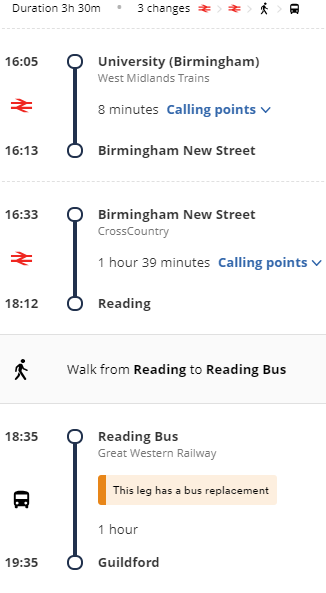 Duration 3h 30m • 3 changes
16:05 University (Birmingham)
West Midlands Trains
8 minutes Calling points
16:13 Birmingham New Street
16:33 Birmingham New Street
CrossCountry
1 hour 39 minutes Calling points
18:12 Reading
Walk from Reading to Reading Bus
18:35 Reading Bus
Great Western Railway
This leg has a bus replacement
1 hour
19:35 Guildford